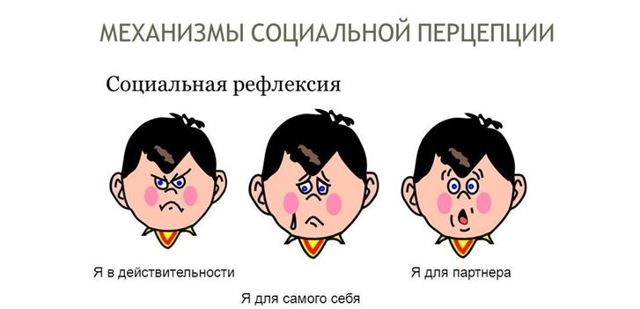 МЕХАНИЗМЫ СОЦИАЛЬНОЙ ПЕРЦЕПЦИИ
Социальная рефлексия
Я в действительности
Я для самого себя
Я для партнера